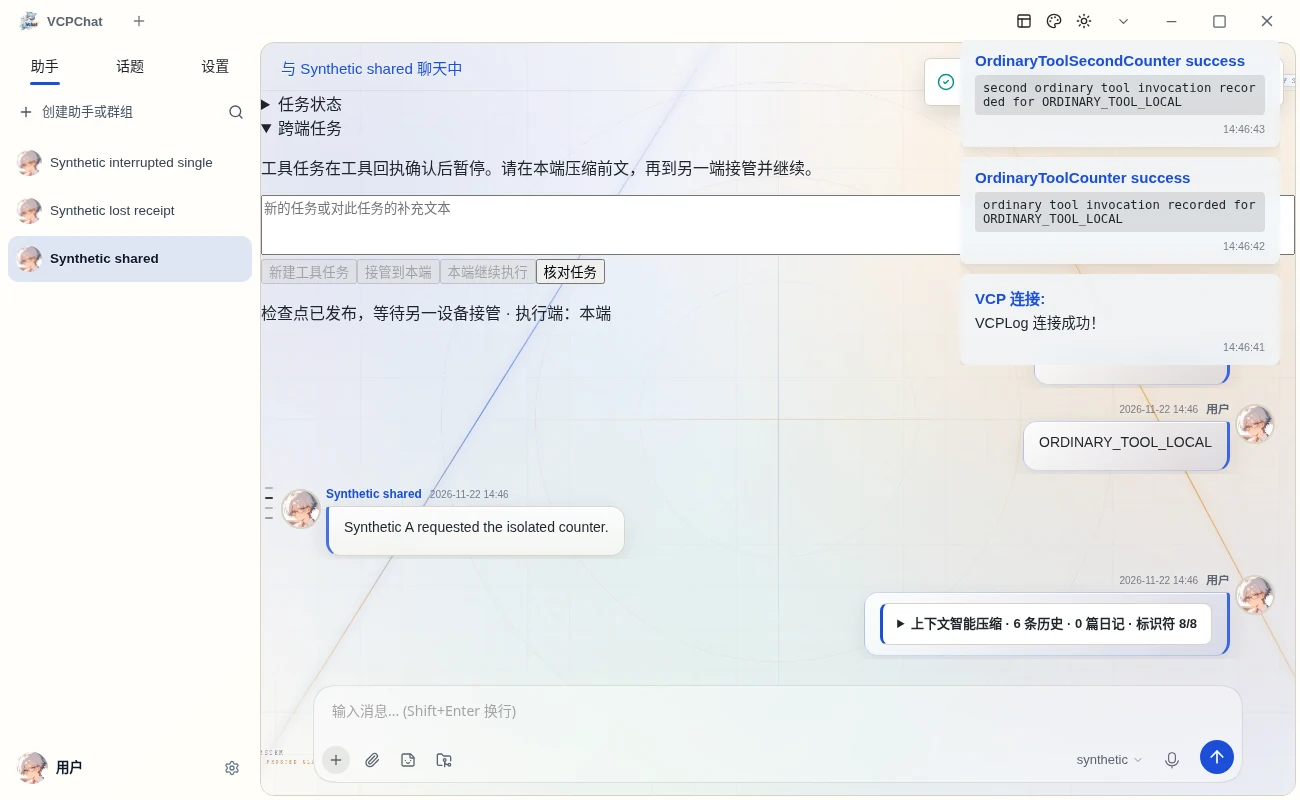 VCPChat
助手
话题
设置
创建助手或群组
Synthetic interrupted single
Synthetic lost receipt
Synthetic shared
用户
与 Synthetic shared 聊天中
任务状态
跨端任务
工具任务在工具回执确认后暂停。请在本端压缩前文，再到另一端接管并继续。
新的任务或对此任务的补充文本
新建工具任务
接管到本端
本端继续执行
核对任务
检查点已发布，等待另一设备接管 · 执行端：本端
OrdinaryToolSecondCounter success
second ordinary tool invocation recor
ded for ORDINARY_TOOL_LOCAL
14:46:43
OrdinaryToolCounter success
ordinary tool invocation recorded for
ORDINARY_TOOL_LOCAL
14:46:42
VCP 连接:
VCPLog 连接成功！
14:46:41
2026-11-22 14:46 用户
ORDINARY_TOOL_LOCAL
Synthetic shared 2026-11-22 14:46
Synthetic A requested the isolated counter.
2026-11-22 14:46 用户
上下文智能压缩 · 6 条历史 · 0 篇日记 · 标识符 8/8
输入消息... (Shift+Enter 换行)
synthetic